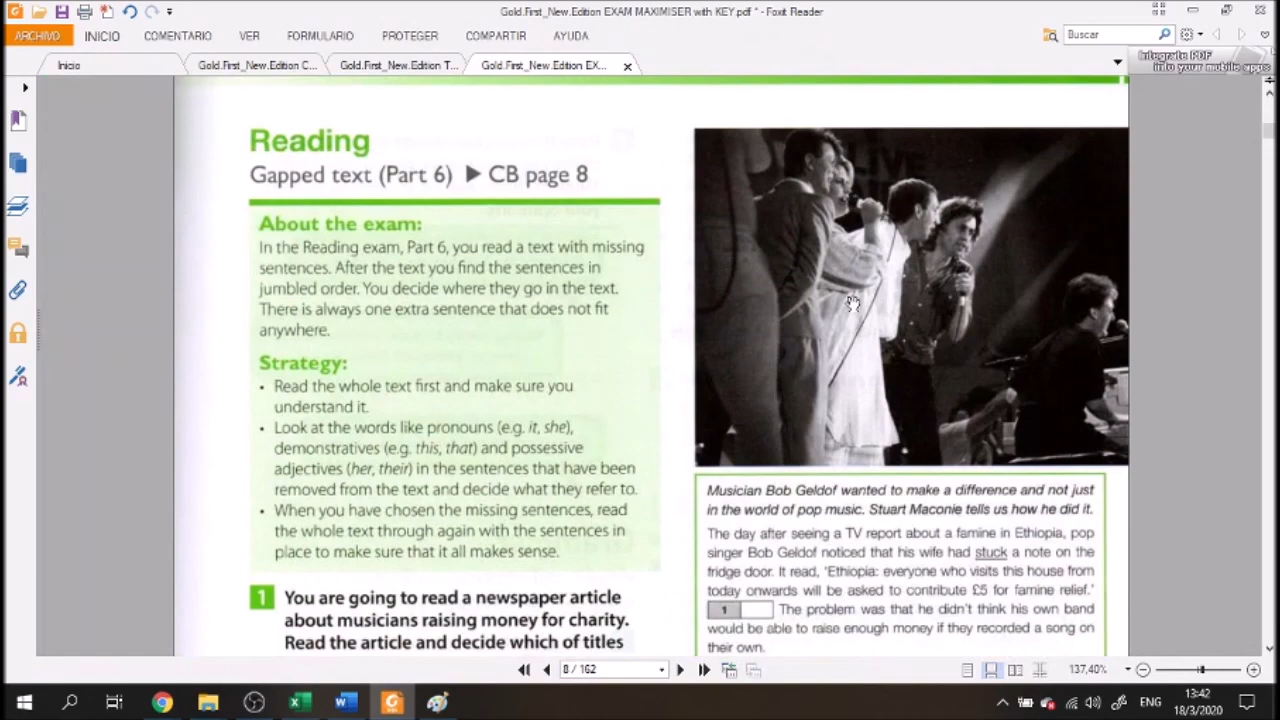 Gold.First_New.Edition EXAM MAXIMISER with KEY.pdf * - Foxit Reader
ARCHIVO INICIO COMENTARIO VER FORMULARIO PROTEGER COMPARTIR AYUDA
Buscar
Inicio
Gold.First_New.Edition C...
Gold.First_New.Edition T...
Gold.First_New.Edition EX...
Integrate PDF
into your mobile apps
Reading
Gapped text (Part 6) ▶ CB page 8
About the exam:
In the Reading exam, Part 6, you read a text with missing
sentences. After the text you find the sentences in
jumbled order. You decide where they go in the text.
There is always one extra sentence that does not fit
anywhere.
Strategy:
• Read the whole text first and make sure you
understand it.
• Look at the words like pronouns (e.g. it, she),
demonstratives (e.g. this, that) and possessive
adjectives (her, their) in the sentences that have been
removed from the text and decide what they refer to.
• When you have chosen the missing sentences, read
the whole text through again with the sentences in
place to make sure that it all makes sense.
1 You are going to read a newspaper article
about musicians raising money for charity.
Read the article and decide which of titles
LIVE
Musician Bob Geldof wanted to make a difference and not just
in the world of pop music. Stuart Maconie tells us how he did it.
The day after seeing a TV report about a famine in Ethiopia, pop
singer Bob Geldof noticed that his wife had stuck a note on the
fridge door. It read, 'Ethiopia: everyone who visits this house from
today onwards will be asked to contribute £5 for famine relief.'
1 The problem was that he didn't think his own band
would be able to raise enough money if they recorded a song on
their own.
8 / 162
137,40%
ENG
13:42
18/3/2020